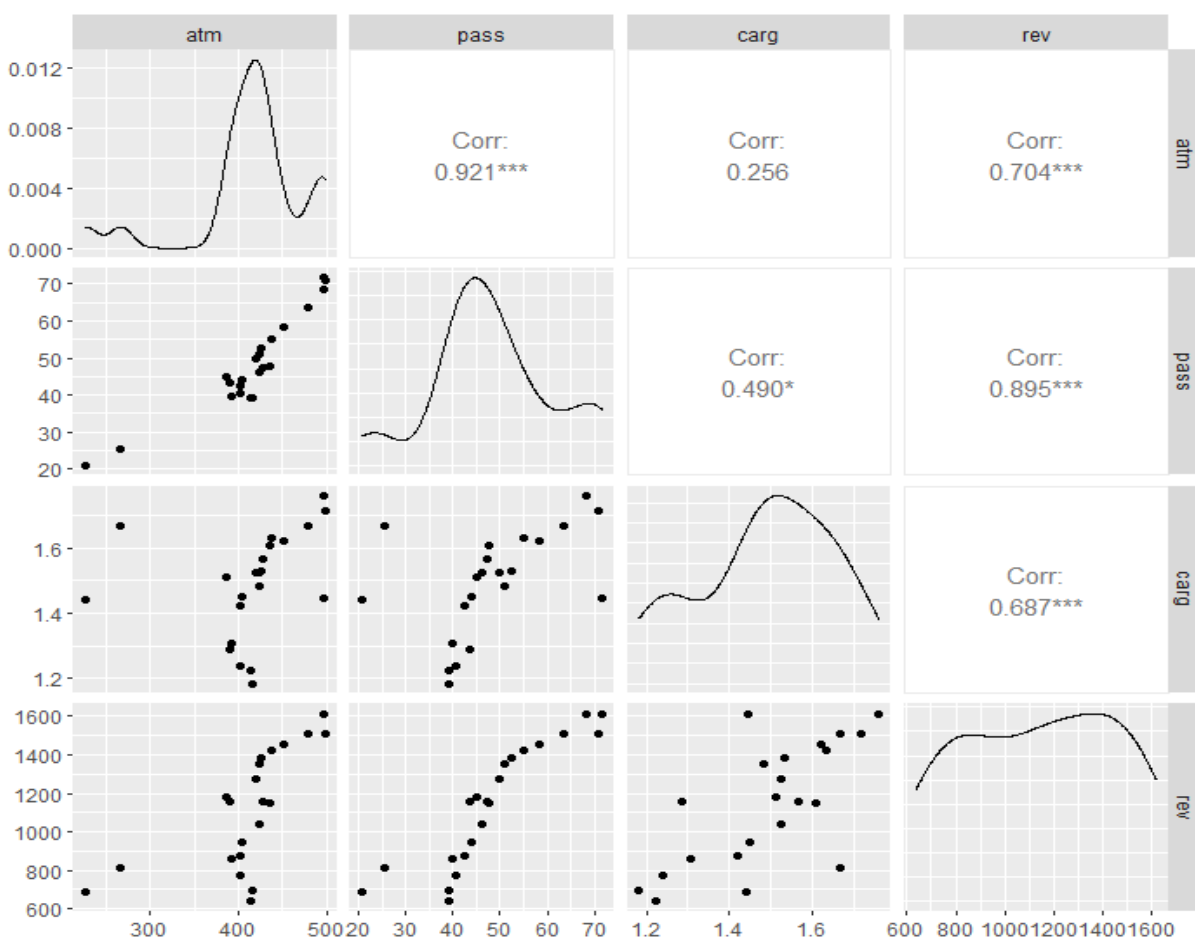 atm pass carg rev
0.012
0.008
0.004
0.000
Corr:
0.921***
Corr:
0.256
Corr:
0.704***
atm
70
60
50
40
30
20
Corr:
0.490*
Corr:
0.895***
pass
1.6
1.4
1.2
Corr:
0.687***
carg
1600
1400
1200
1000
800
600
rev
300 400 500 20 30 40 50 60 70 1.2 1.4 1.6 600 800 1000 1200 1400 1600